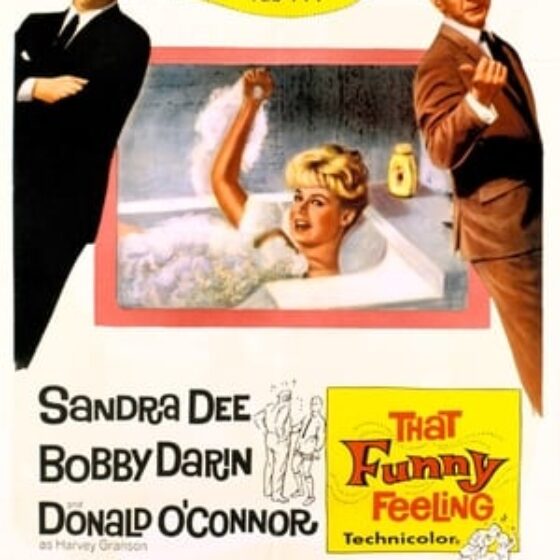 SANDRA DEE
BOBBY DARIN
and
DONALD O'CONNOR
as Harvey Granson
THAT
Funny
FEELING
Technicolor®